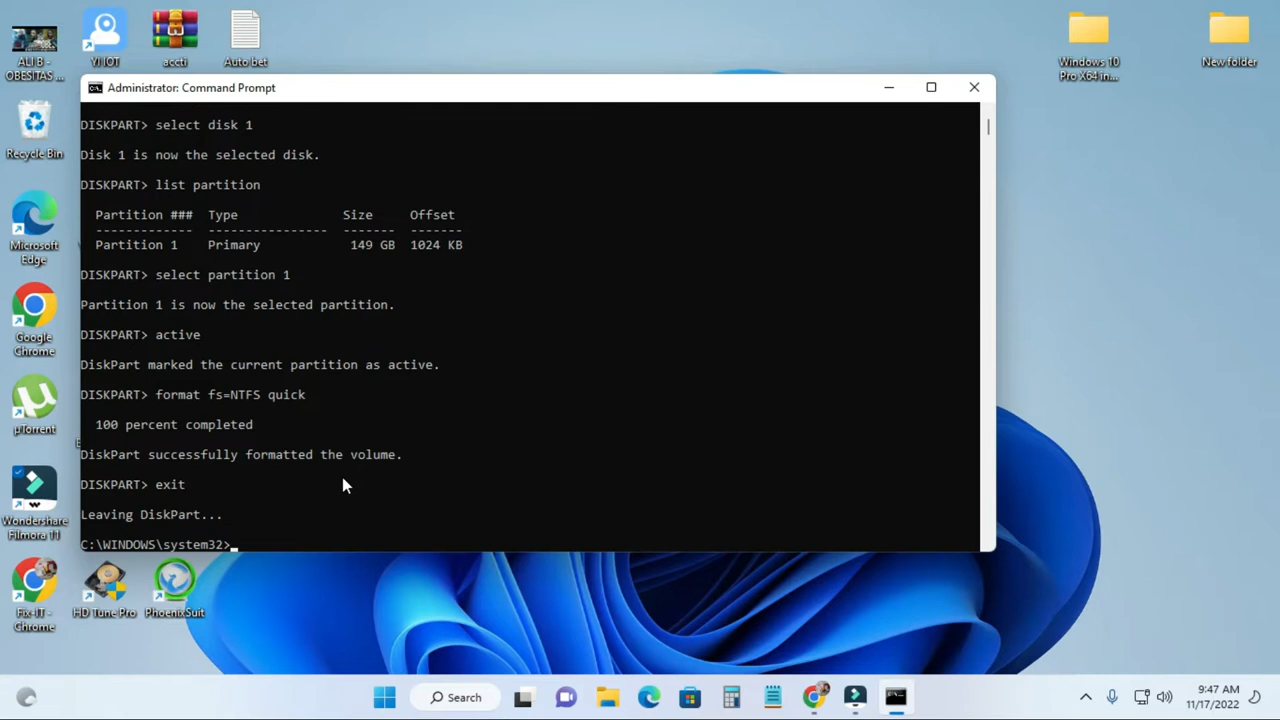 ALI B -
OBESITAS ...
YI IOT
accti
Auto bet
Windows 10
Pro X64 in...
New folder
Administrator: Command Prompt
DISKPART> select disk 1
Disk 1 is now the selected disk.
DISKPART> list partition
Partition ###  Type              Size     Offset
-------------  ----------------  -------  -------
Partition 1    Primary            149 GB  1024 KB
DISKPART> select partition 1
Partition 1 is now the selected partition.
DISKPART> active
DiskPart marked the current partition as active.
DISKPART> format fs=NTFS quick
100 percent completed
DiskPart successfully formatted the volume.
DISKPART> exit
Leaving DiskPart...
C:\WINDOWS\system32>
Recycle Bin
Microsoft
Edge
Google
Chrome
µTorrent
Wondershare
Filmora 11
Fix-IT -
Chrome
HD Tune Pro
PhoenixSuit
Search
9:47 AM
11/17/2022